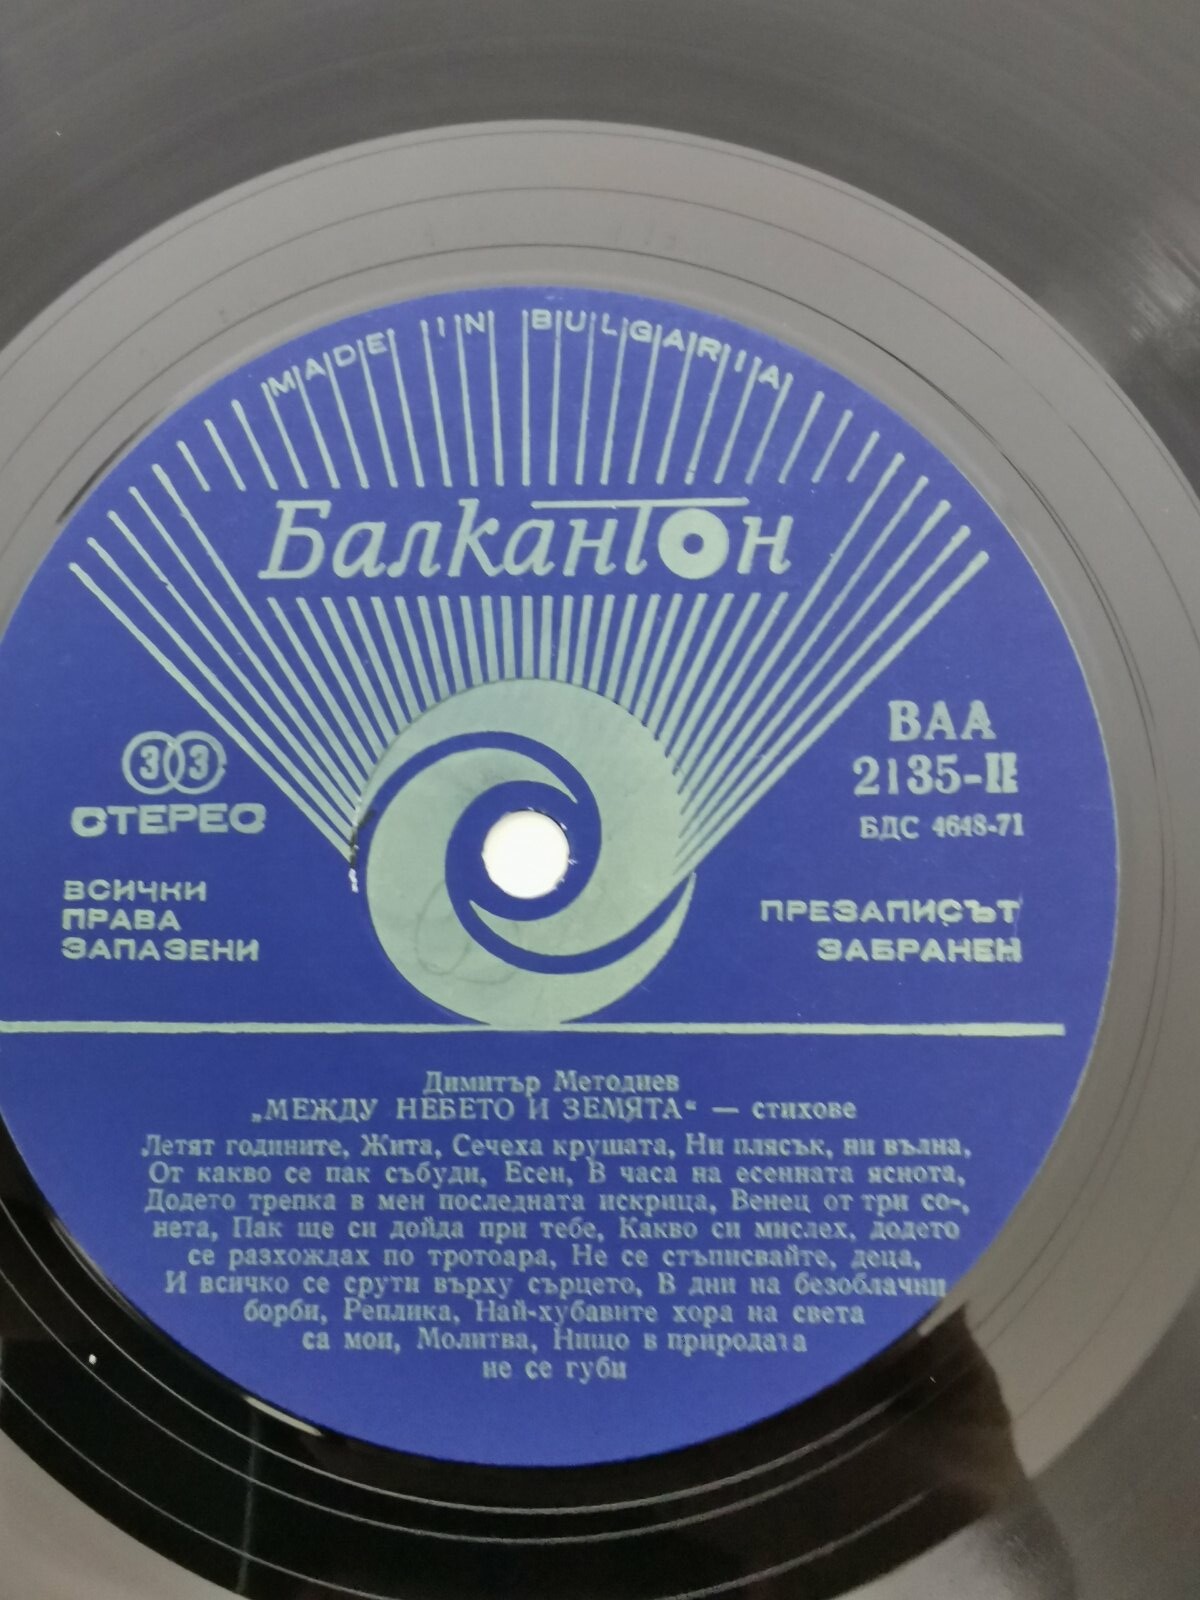 MADE IN BULGARIA
Балкантон
33
СТЕРЕО
ВСИЧКИ
ПРАВА
ЗАПАЗЕНИ
ВАА
2135-II
БДС 4648-71
ПРЕЗАПИСЪТ
ЗАБРАНЕН
Димитър Методиев
„МЕЖДУ НЕБЕТО И ЗЕМЯТА“ — стихове
Летят годините, Жита, Сечеха крушата, Ни плясък, ни вълна,
От какво се пак събуди, Есен, В часа на есенната яснота,
Додето трепка в мен последната искрица, Венец от три со-
нета, Пак ще си дойда при тебе, Какво си мислех, додето
се разхождах по тротоара, Не се стъписвайте, деца,
И всичко се срути върху сърцето, В дни на безоблачни
борби, Реплика, Най-хубавите хора на света
са мои, Молитва, Нищо в природата
не се губи